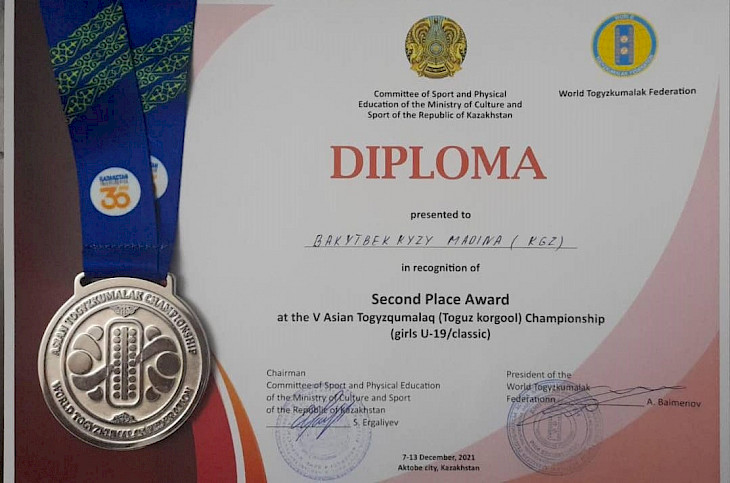 Committee of Sport and Physical
Education of the Ministry of Culture and
Sport of the Republic of Kazakhstan
WORLD
TOGYZKUMALAK FEDERATION
World Togyzkumalak Federation
DIPLOMA
presented to
BAKYTBEK KYZY MADINA (KGZ)
in recognition of
Second Place Award
at the V Asian Togyzqumalaq (Toguz korgool) Championship
(girls U-19/classic)
Chairman
Committee of Sport and Physical Education
of the Ministry of Culture and Sport
of the Republic of Kazakhstan
S. Ergaliyev
President of the
World Togyzkumalak
Federationn
A. Baimenov
7-13 December, 2021
Aktobe city, Kazakhstan
30
ASIAN TOGYZKUMALAK CHAMPIONSHIP
WORLD TOGYZKUMALAK FEDERATION